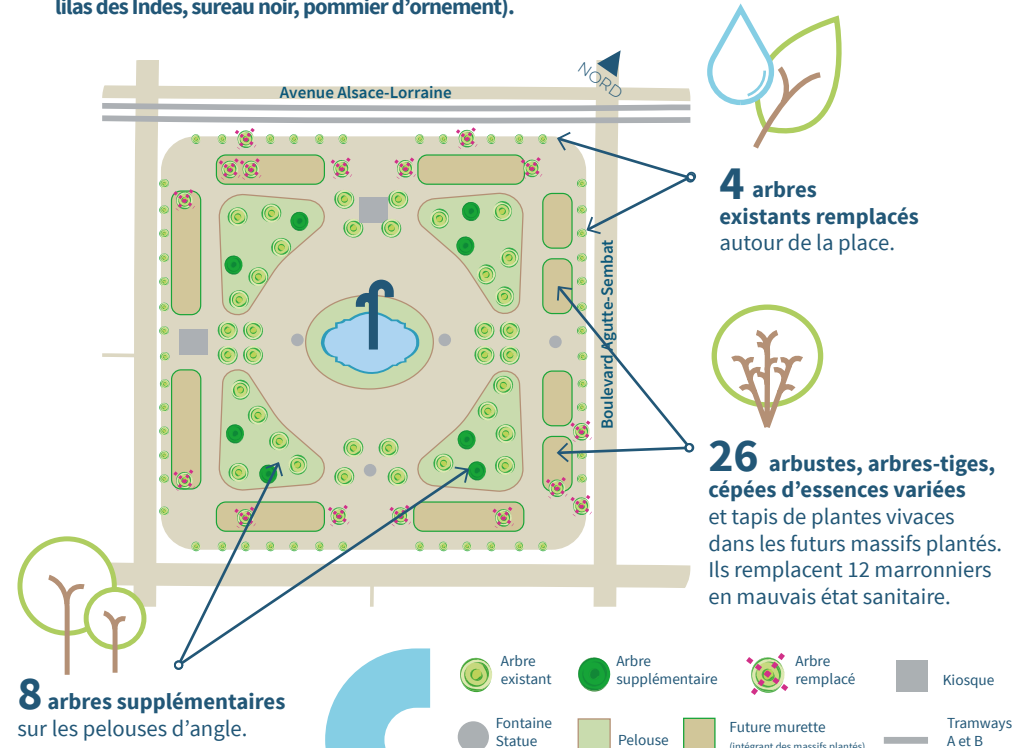 lilas des Indes, sureau noir, pommier d’ornement).
NORD
Avenue Alsace-Lorraine
4 arbres
existants remplacés
autour de la place.
Boulevard Agutte-Sembat
26 arbustes, arbres-tiges,
cépées d’essences variées
et tapis de plantes vivaces
dans les futurs massifs plantés.
Ils remplacent 12 marronniers
en mauvais état sanitaire.
8 arbres supplémentaires
sur les pelouses d’angle.
Arbre
existant
Arbre
supplémentaire
Arbre
remplacé
Kiosque
Fontaine
Statue
Pelouse
Future murette
(intégrant des massifs plantés)
Tramways
A et B